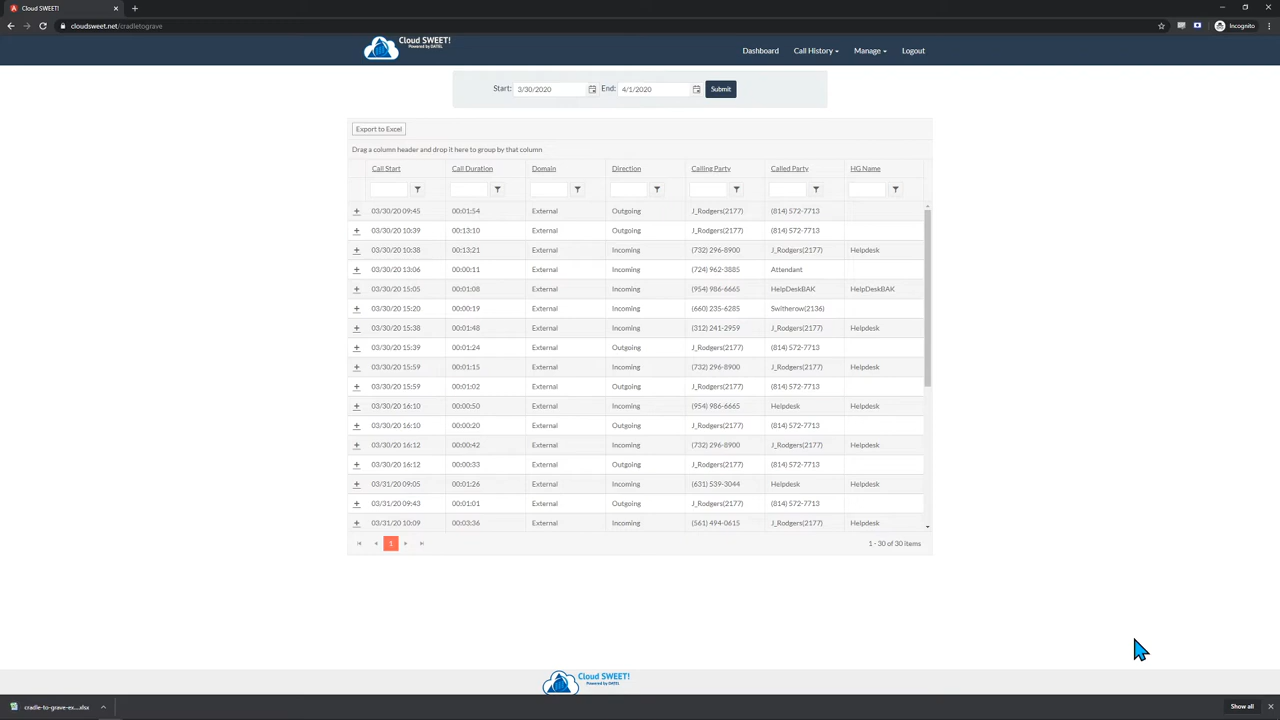 Cloud SWEET!
cloudsweet.net/cradletograve
Incognito
Cloud SWEET!
Powered by DATEL
Dashboard Call History Manage Logout
Start: 3/30/2020 End: 4/1/2020 Submit
Export to Excel
Drag a column header and drop it here to group by that column
Call Start Call Duration Domain Direction Calling Party Called Party HG Name
03/30/20 09:45 00:01:54 External Outgoing J_Rodgers(2177) (814) 572-7713
03/30/20 10:39 00:13:10 External Outgoing J_Rodgers(2177) (814) 572-7713
03/30/20 10:38 00:13:21 External Incoming (732) 296-8900 J_Rodgers(2177) Helpdesk
03/30/20 13:06 00:00:11 External Incoming (724) 962-3885 Attendant
03/30/20 15:05 00:01:08 External Incoming (954) 986-6665 HelpDeskBAK HelpDeskBAK
03/30/20 15:20 00:00:19 External Incoming (660) 235-6285 Switherow(2136)
03/30/20 15:38 00:01:48 External Incoming (312) 241-2959 J_Rodgers(2177) Helpdesk
03/30/20 15:39 00:01:24 External Outgoing J_Rodgers(2177) (814) 572-7713
03/30/20 15:59 00:01:15 External Incoming (732) 296-8900 J_Rodgers(2177) Helpdesk
03/30/20 15:59 00:01:02 External Outgoing J_Rodgers(2177) (814) 572-7713
03/30/20 16:10 00:00:50 External Incoming (954) 986-6665 Helpdesk Helpdesk
03/30/20 16:10 00:00:20 External Outgoing J_Rodgers(2177) (814) 572-7713
03/30/20 16:12 00:00:42 External Incoming (732) 296-8900 J_Rodgers(2177) Helpdesk
03/30/20 16:12 00:00:33 External Outgoing J_Rodgers(2177) (814) 572-7713
03/31/20 09:05 00:01:26 External Incoming (631) 539-3044 Helpdesk Helpdesk
03/31/20 09:43 00:01:01 External Outgoing J_Rodgers(2177) (814) 572-7713
03/31/20 10:09 00:03:36 External Incoming (561) 494-0615 J_Rodgers(2177) Helpdesk
1 1 - 30 of 30 items
Cloud SWEET!
Powered by DATEL
cradle-to-grave-ex....xlsx Show all